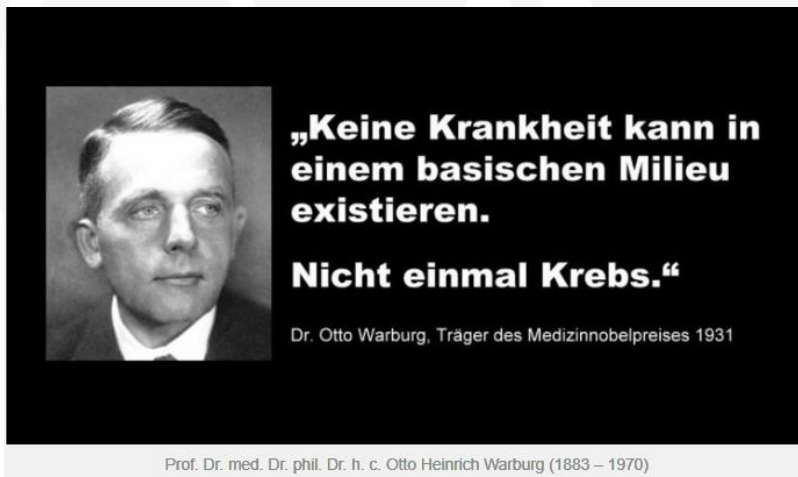 „Keine Krankheit kann in
einem basischen Milieu
existieren.
Nicht einmal Krebs.“
Dr. Otto Warburg, Träger des Medizinnobelpreises 1931
Prof. Dr. med. Dr. phil. Dr. h. c. Otto Heinrich Warburg (1883 – 1970)